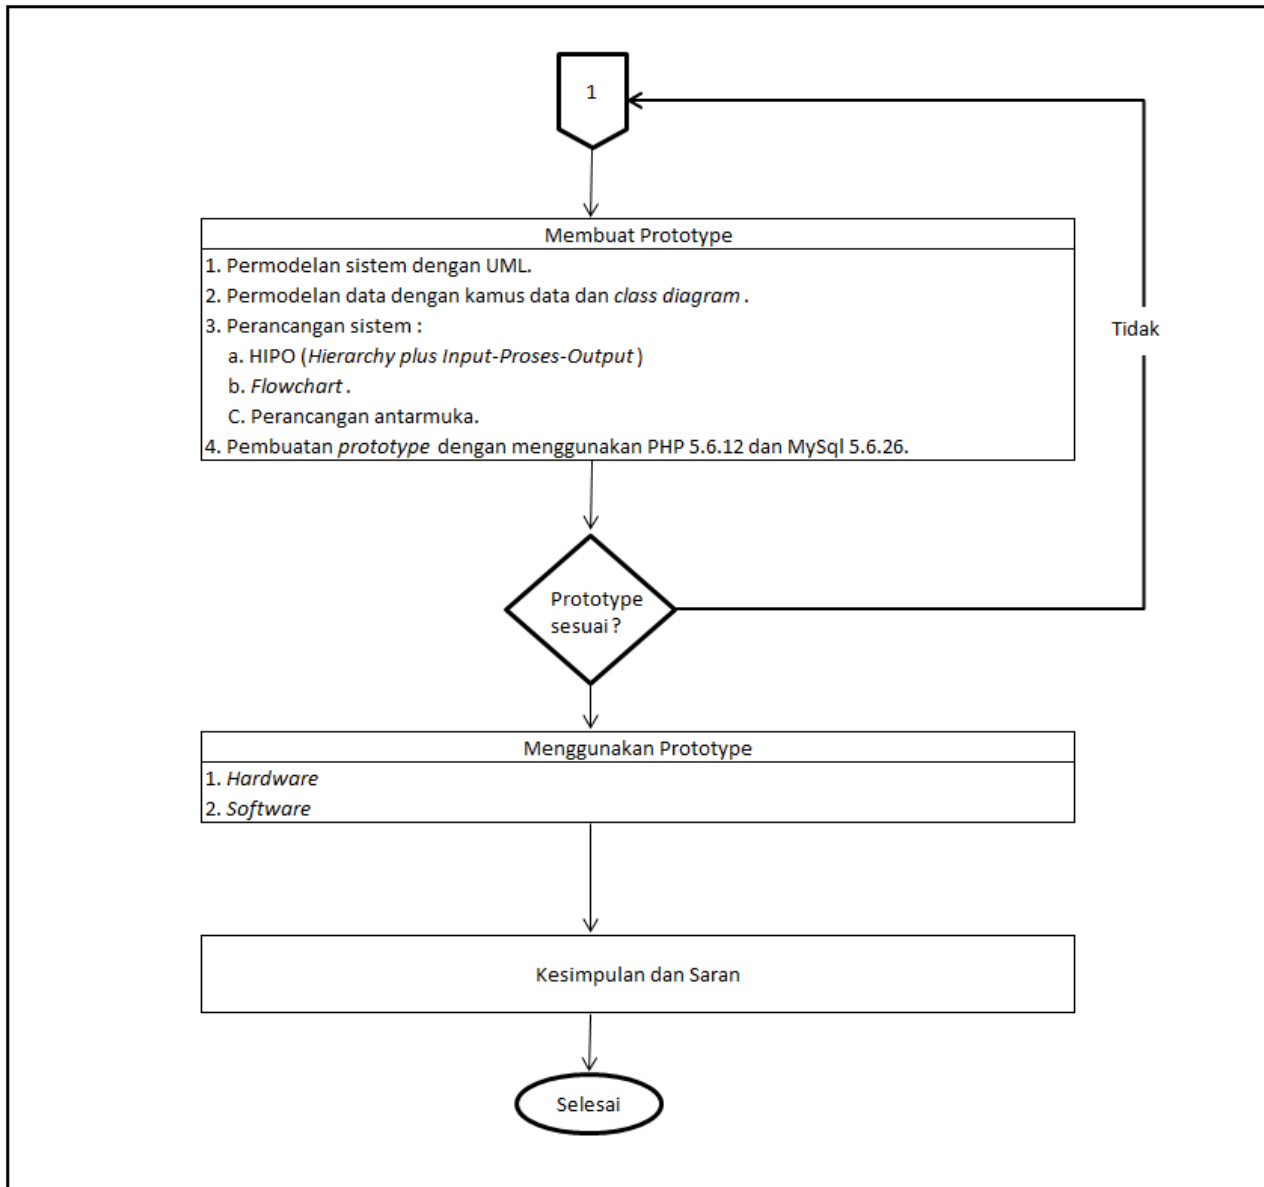 1
Membuat Prototype
1. Permodelan sistem dengan UML.
2. Permodelan data dengan kamus data dan class diagram .
3. Perancangan sistem :
a. HIPO (Hierarchy plus Input-Proses-Output )
b. Flowchart .
C. Perancangan antarmuka.
4. Pembuatan prototype dengan menggunakan PHP 5.6.12 dan MySql 5.6.26.
Tidak
Prototype
sesuai ?
Menggunakan Prototype
1. Hardware
2. Software
Kesimpulan dan Saran
Selesai